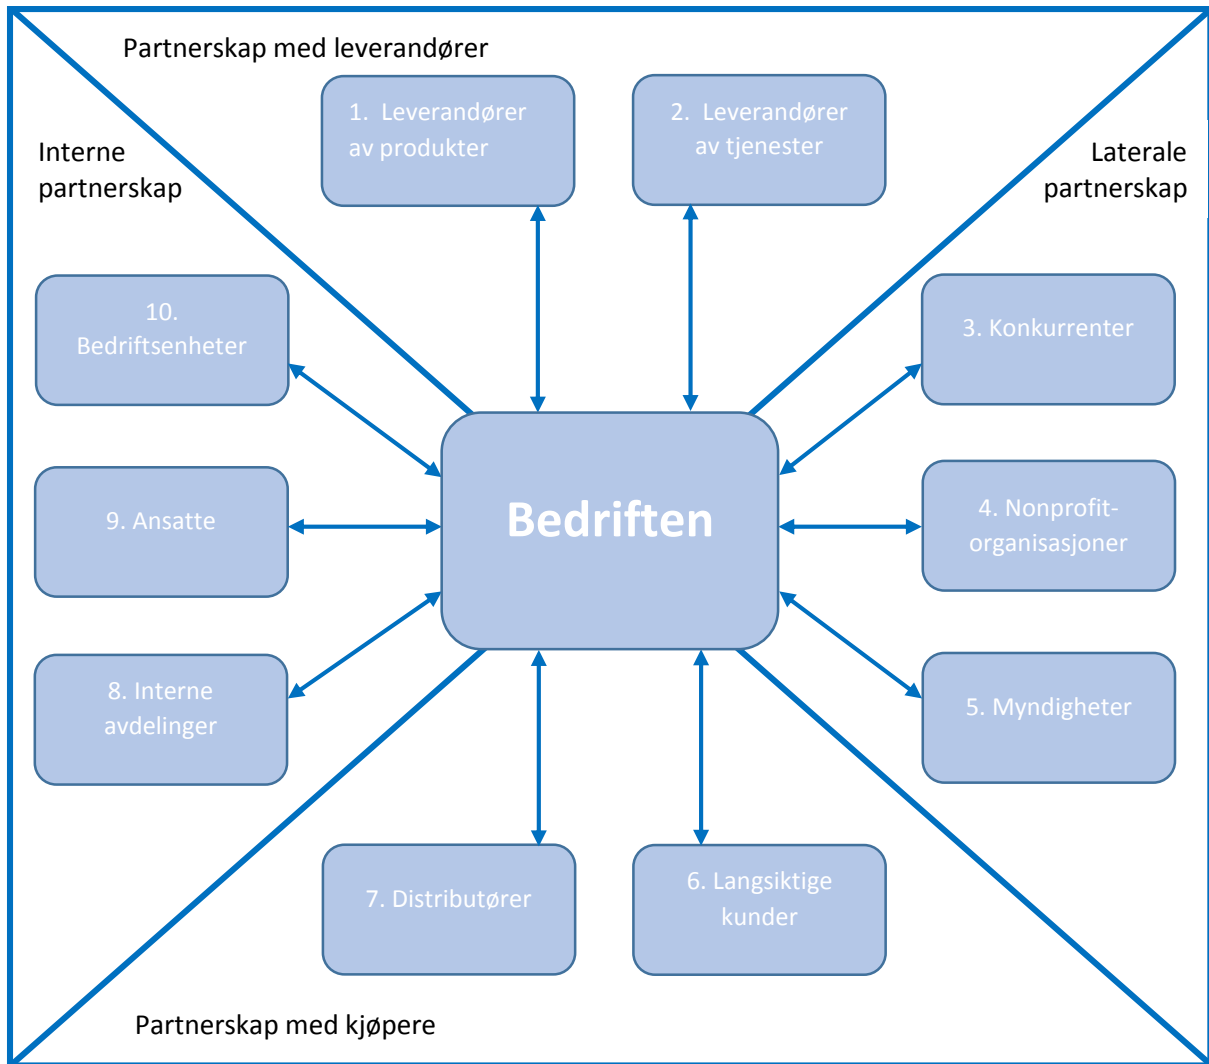 Partnerskap med leverandører
1. Leverandører
av produkter
2. Leverandører
av tjenester
Interne
partnerskap
Laterale
partnerskap
10.
Bedriftsenheter
3. Konkurrenter
Bedriften
9. Ansatte
4. Nonprofit-
organisasjoner
8. Interne
avdelinger
5. Myndigheter
7. Distributører
6. Langsiktige
kunder
Partnerskap med kjøpere